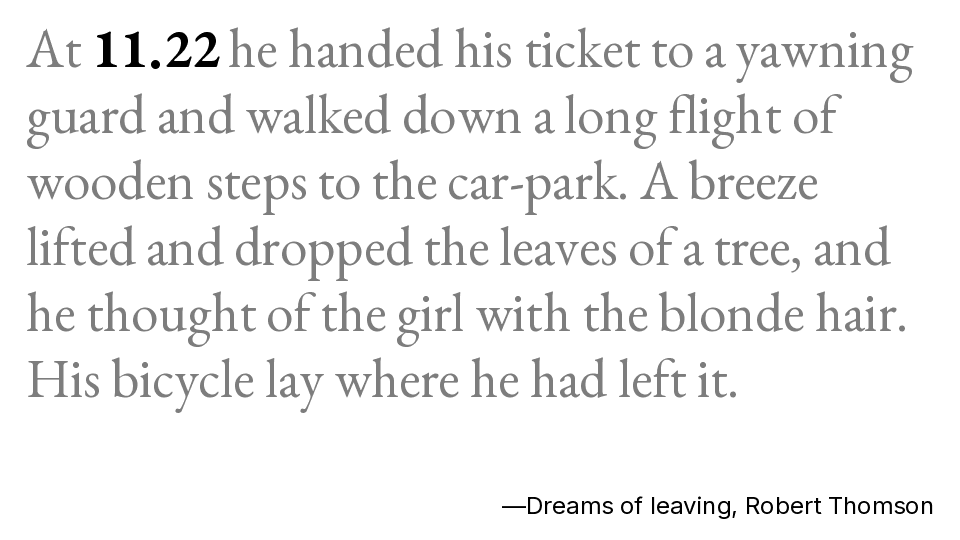 At 11.22 he handed his ticket to a yawning
guard and walked down a long flight of
wooden steps to the car-park. A breeze
lifted and dropped the leaves of a tree, and
he thought of the girl with the blonde hair.
His bicycle lay where he had left it.
—Dreams of leaving, Robert Thomson